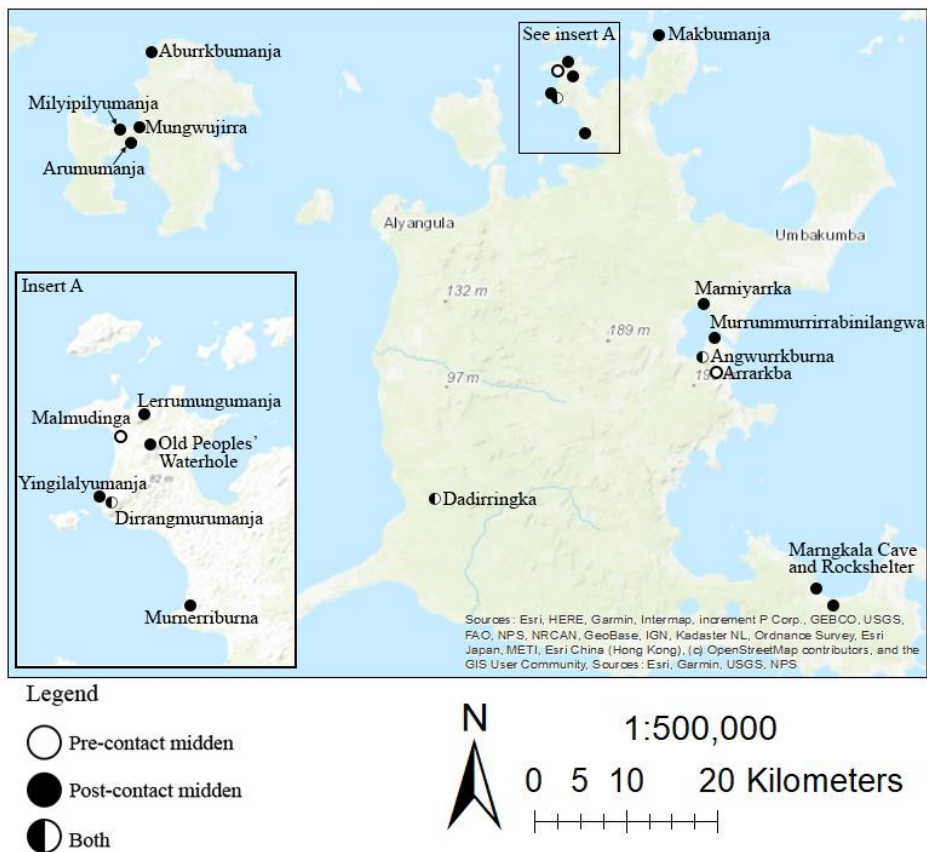 See insert A
Makbumanja
Aburrkbumanja
Milyipilyumanja
Mungwujirra
Arumumanja
Alyangula
Umbakumba
Insert A
132 m
Marniyarrka
189 m
Murrummurrirrabinilangwa
Angwurrkburna
97 m
Arrarkba
Lerrumungumanja
Malmudinga
Old Peoples'
Waterhole
82 m
Yingilalyumanja
Dirrangmurumanja
Dadirringka
Marngkala Cave
and Rockshelter
Murnerriburna
Sources: Esri, HERE, Garmin, Intermap, increment P Corp., GEBCO, USGS,
FAO, NPS, NRCAN, GeoBase, IGN, Kadaster NL, Ordnance Survey, Esri
Japan, METI, Esri China (Hong Kong), (c) OpenStreetMap contributors, and the
GIS User Community, Sources: Esri, Garmin, USGS, NPS
Legend
Pre-contact midden
Post-contact midden
Both
N
1:500,000
0 5 10 20 Kilometers